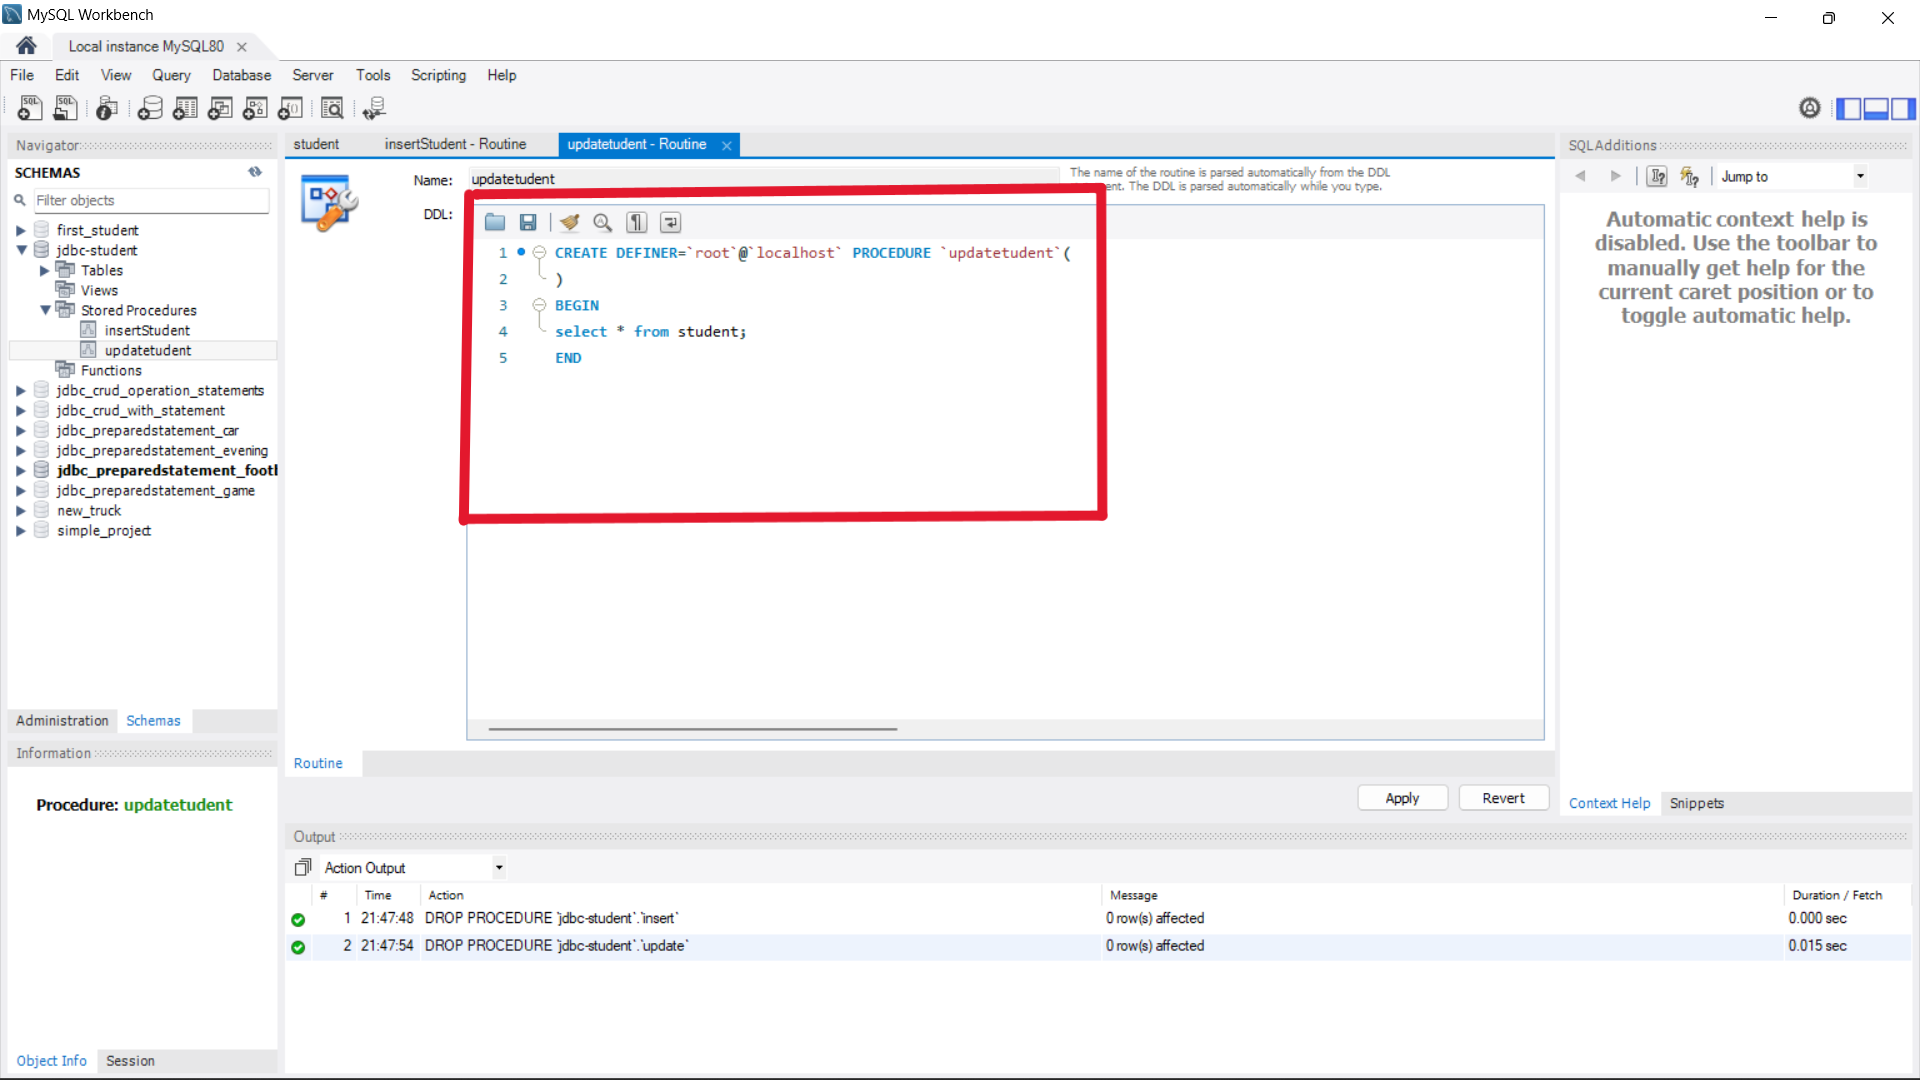 MySQL Workbench
Local instance MySQL80
File Edit View Query Database Server Tools Scripting Help
Navigator
SCHEMAS
Filter objects
first_student
jdbc-student
Tables
Views
Stored Procedures
insertStudent
updatetudent
Functions
jdbc_crud_operation_statements
jdbc_crud_with_statement
jdbc_preparedstatement_car
jdbc_preparedstatement_evening
jdbc_preparedstatement_footl
jdbc_preparedstatement_game
new_truck
simple_project
Administration Schemas
Information
Procedure: updatetudent
Object Info Session
student insertStudent - Routine updatetudent - Routine
Name: updatetudent
The name of the routine is parsed automatically from the DDL
ent. The DDL is parsed automatically while you type.
DDL:
1 CREATE DEFINER=`root`@`localhost` PROCEDURE `updatetudent`(
2 )
3 BEGIN
4 select * from student;
5 END
Routine
Apply Revert
SQLAdditions
Jump to
Automatic context help is
disabled. Use the toolbar to
manually get help for the
current caret position or to
toggle automatic help.
Context Help Snippets
Output
Action Output
# Time Action Message Duration / Fetch
1 21:47:48 DROP PROCEDURE `jdbc-student`.`insert` 0 row(s) affected 0.000 sec
2 21:47:54 DROP PROCEDURE `jdbc-student`.`update` 0 row(s) affected 0.015 sec